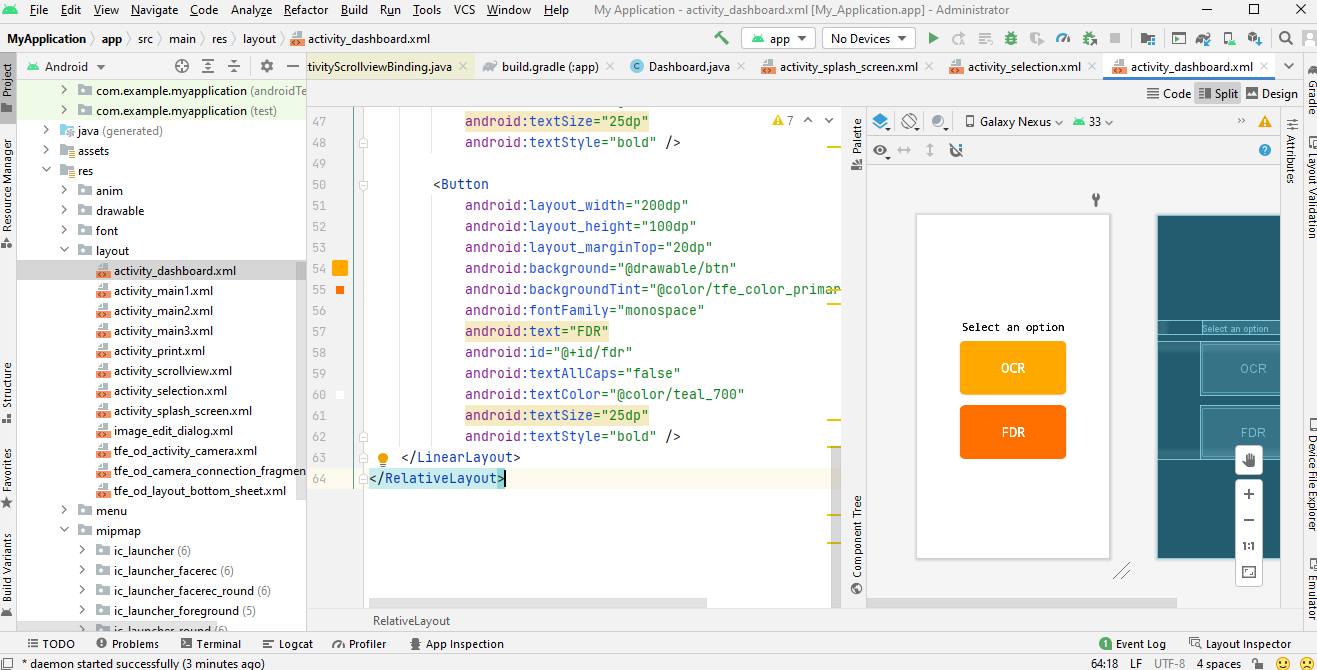 File Edit View Navigate Code Analyze Refactor Build Run Tools VCS Window Help My Application - activity_dashboard.xml [My_Application.app] - Administrator
MyApplication app src main res layout activity_dashboard.xml app No Devices
Android tivityScrollviewBinding.java build.gradle (:app) Dashboard.java activity_splash_screen.xml activity_selection.xml activity_dashboard.xml
Code Split Design
Project
Resource Manager
Structure
Favorites
Build Variants
com.example.myapplication (androidTe
com.example.myapplication (test)
java (generated)
assets
res
anim
drawable
font
layout
activity_dashboard.xml
activity_main1.xml
activity_main2.xml
activity_main3.xml
activity_print.xml
activity_scrollview.xml
activity_selection.xml
activity_splash_screen.xml
image_edit_dialog.xml
tfe_od_activity_camera.xml
tfe_od_camera_connection_fragmen
tfe_od_layout_bottom_sheet.xml
menu
mipmap
ic_launcher (6)
ic_launcher_facerec (6)
ic_launcher_facerec_round (6)
ic_launcher_foreground (5)
ic_launcher_round (6)
47 android:textSize="25dp"
48 android:textStyle="bold" />
49
50 <Button
51 android:layout_width="200dp"
52 android:layout_height="100dp"
53 android:layout_marginTop="20dp"
54 android:background="@drawable/btn"
55 android:backgroundTint="@color/tfe_color_primar
56 android:fontFamily="monospace"
57 android:text="FDR"
58 android:id="@+id/fdr"
59 android:textAllCaps="false"
60 android:textColor="@color/teal_700"
61 android:textSize="25dp"
62 android:textStyle="bold" />
63 </LinearLayout>
64 </RelativeLayout>
7
RelativeLayout
Palette
Component Tree
Galaxy Nexus 33
Select an option
OCR
FDR
Select an option
OCR
FDR
1:1
Gradle
Attributes
Layout Validation
Device File Explorer
Emulator
TODO Problems Terminal Logcat Profiler App Inspection 1 Event Log Layout Inspector
* daemon started successfully (3 minutes ago) 64:18 LF UTF-8 4 spaces